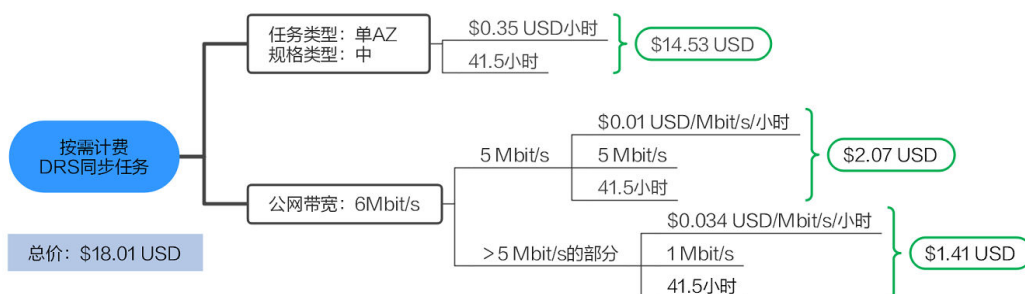 按需计费
DRS同步任务
总价：$18.01 USD
任务类型：单AZ
规格类型：中
$0.35 USD小时
41.5小时
$14.53 USD
公网带宽：6Mbit/s
5 Mbit/s
$0.01 USD/Mbit/s/小时
5 Mbit/s
41.5小时
$2.07 USD
>5 Mbit/s的部分
$0.034 USD/Mbit/s/小时
1 Mbit/s
41.5小时
$1.41 USD